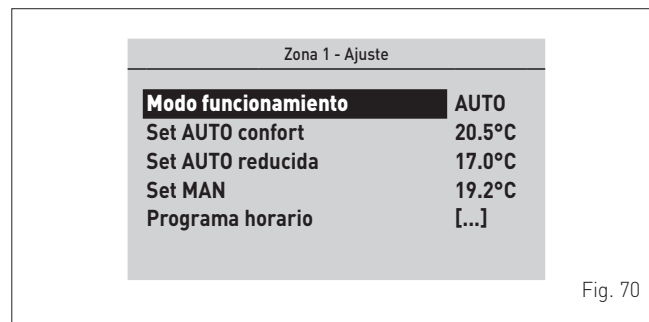 Zona 1 - Ajuste
Modo funcionamiento AUTO
Set AUTO confort 20.5°C
Set AUTO reducida 17.0°C
Set MAN 19.2°C
Programa horario [...]
Fig. 70